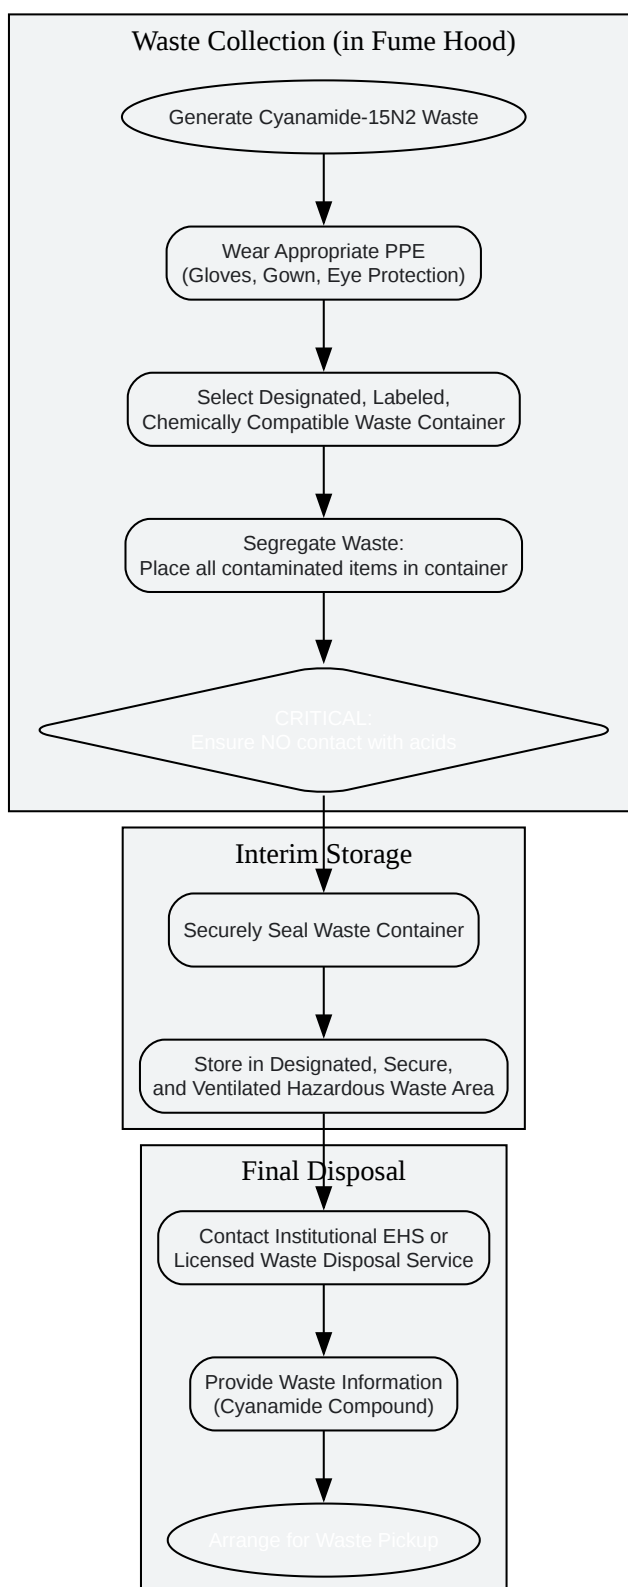 Waste Collection (in Fume Hood)
Generate Cyanamide-15N2 Waste
Wear Appropriate PPE
(Gloves, Gown, Eye Protection)
Select Designated, Labeled,
Chemically Compatible Waste Container
Segregate Waste:
Place all contaminated items in container
CRITICAL:
Ensure NO contact with acids
Interim Storage
Securely Seal Waste Container
Store in Designated, Secure,
and Ventilated Hazardous Waste Area
Final Disposal
Contact Institutional EHS or
Licensed Waste Disposal Service
Provide Waste Information
(Cyanamide Compound)
Arrange for Waste Pickup